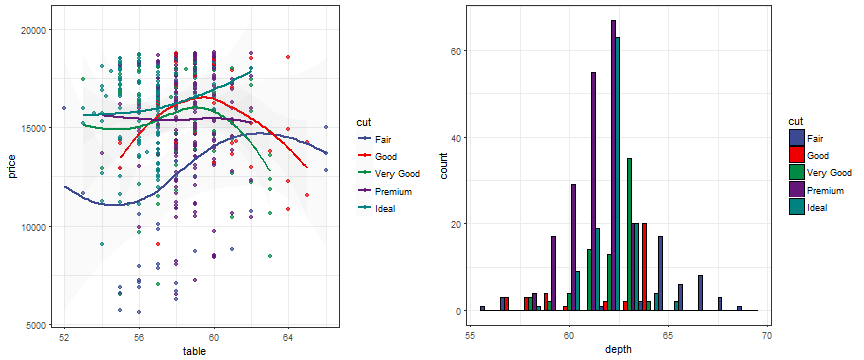 20000
15000
10000
5000
price
52
56
60
64
table
cut
Fair
Good
Very Good
Premium
Ideal
60
40
20
0
count
55
60
65
70
depth
cut
Fair
Good
Very Good
Premium
Ideal